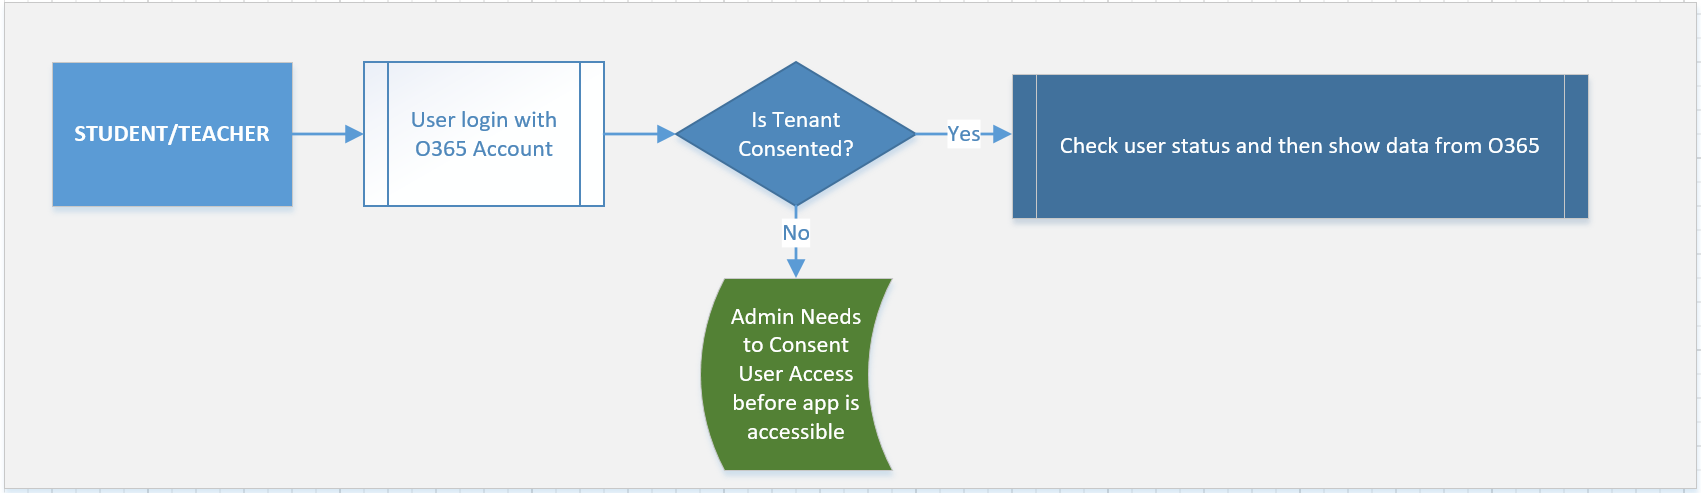 STUDENT/TEACHER
User login with
O365 Account
Is Tenant
Consented?
Yes
Check user status and then show data from O365
No
Admin Needs
to Consent
User Access
before app is
accessible